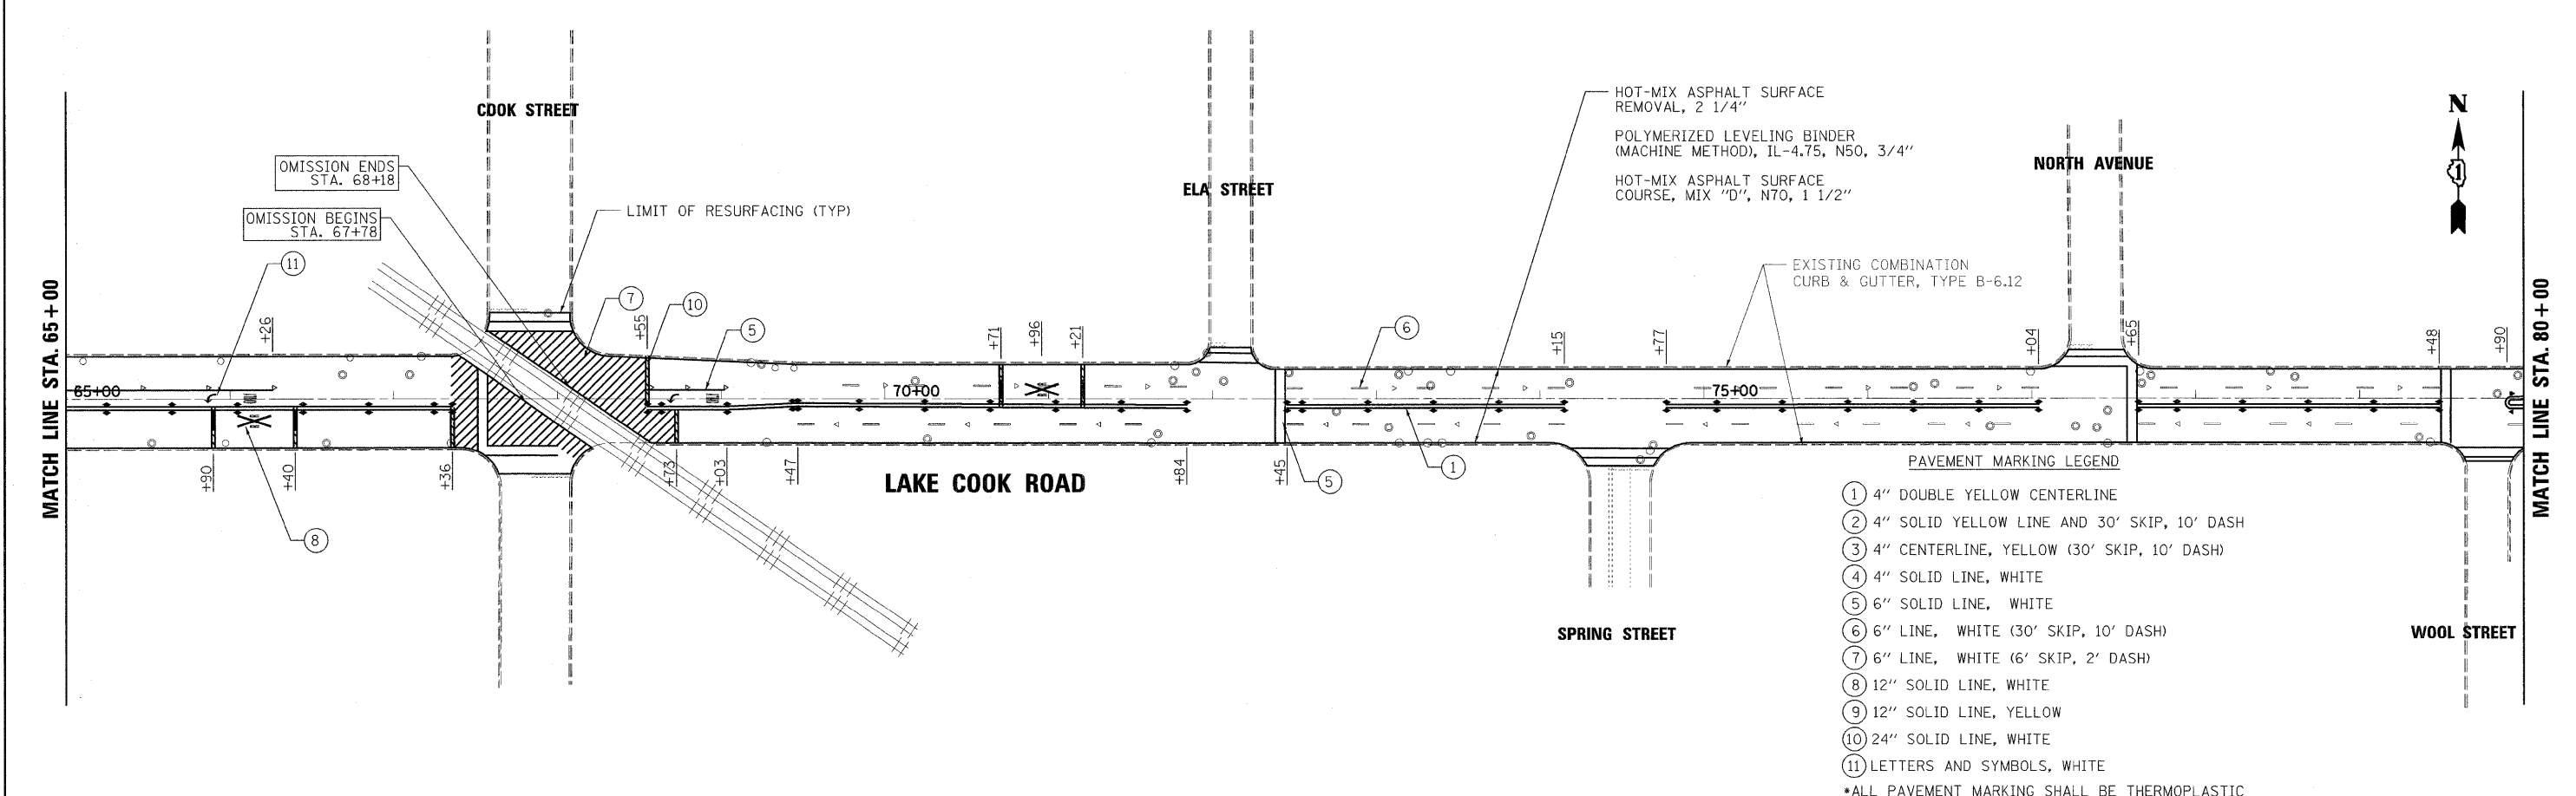 COOK STREET
OMISSION ENDS
STA. 68+18
OMISSION BEGINS
STA. 67+78
LIMIT OF RESURFACING (TYP)
ELA STREET
HOT-MIX ASPHALT SURFACE
REMOVAL, 2 1/4"
POLYMERIZED LEVELING BINDER
(MACHINE METHOD), IL-4.75, N50, 3/4"
HOT-MIX ASPHALT SURFACE
COURSE, MIX "D", N70, 1 1/2"
NORTH AVENUE
N
1
EXISTING COMBINATION
CURB & GUTTER, TYPE B-6.12
11
7
10
5
6
MATCH LINE STA. 65+00
+26
+55
+71
+96
+21
+15
+77
+04
+65
+48
+90
MATCH LINE STA. 80+00
65+00
70+00
75+00
+90
+40
+36
+73
+03
+47
+84
+45
8
5
1
LAKE COOK ROAD
SPRING STREET
WOOL STREET
PAVEMENT MARKING LEGEND
1 4" DOUBLE YELLOW CENTERLINE
2 4" SOLID YELLOW LINE AND 30' SKIP, 10' DASH
3 4" CENTERLINE, YELLOW (30' SKIP, 10' DASH)
4 4" SOLID LINE, WHITE
5 6" SOLID LINE, WHITE
6 6" LINE, WHITE (30' SKIP, 10' DASH)
7 6" LINE, WHITE (6' SKIP, 2' DASH)
8 12" SOLID LINE, WHITE
9 12" SOLID LINE, YELLOW
10 24" SOLID LINE, WHITE
11 LETTERS AND SYMBOLS, WHITE
*ALL PAVEMENT MARKING SHALL BE THERMOPLASTIC